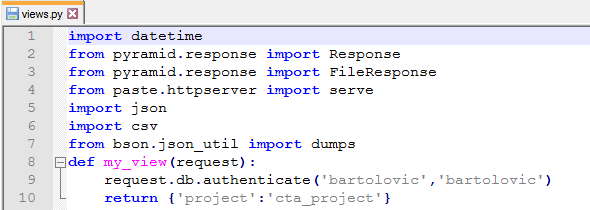 views.py
1 import datetime
2 from pyramid.response import Response
3 from pyramid.response import FileResponse
4 from paste.httpserver import serve
5 import json
6 import csv
7 from bson.json_util import dumps
8 def my_view(request):
9     request.db.authenticate('bartolovic','bartolovic')
10     return {'project':'cta_project'}